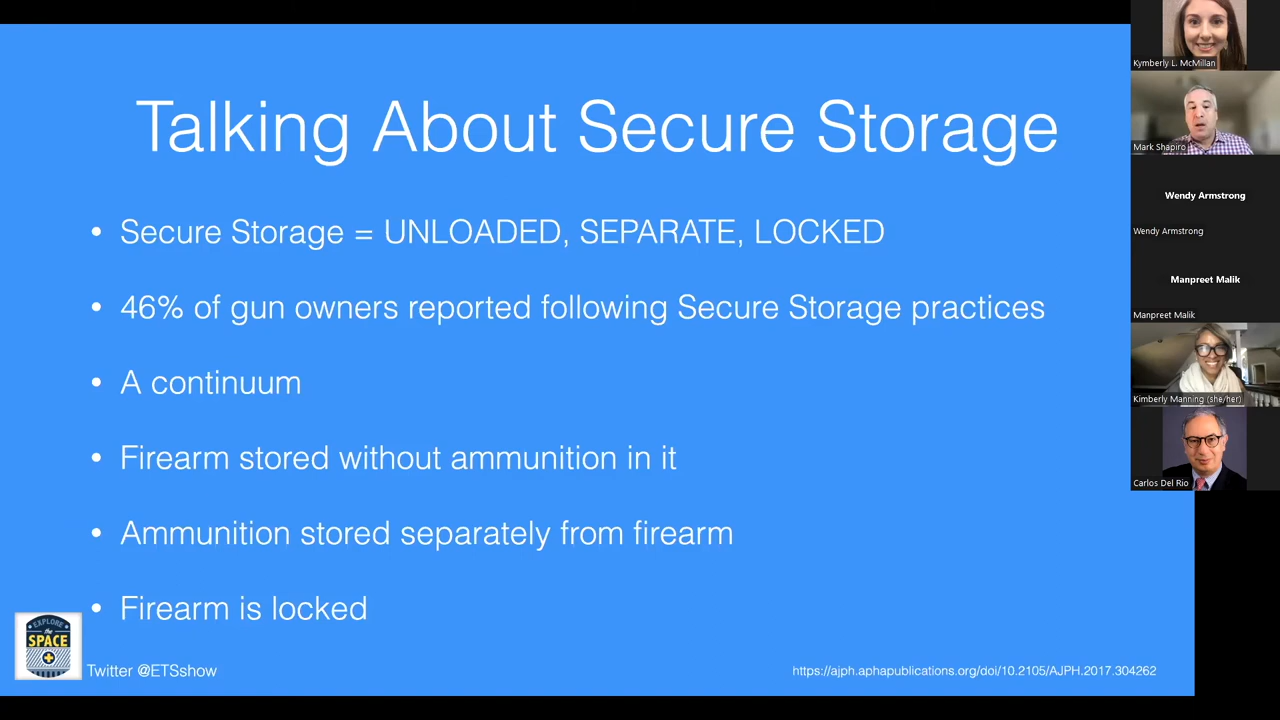 Talking About Secure Storage
• Secure Storage = UNLOADED, SEPARATE, LOCKED
• 46% of gun owners reported following Secure Storage practices
• A continuum
• Firearm stored without ammunition in it
• Ammunition stored separately from firearm
• Firearm is locked
EXPLORE
the
SPACE
Twitter @ETSshow
https://ajph.aphapublications.org/doi/10.2105/AJPH.2017.304262
Kymberly L. McMillan
Mark Shapiro
Wendy Armstrong
Wendy Armstrong
Manpreet Malik
Manpreet Malik
Kimberly Manning (she/her)
Carlos Del Rio